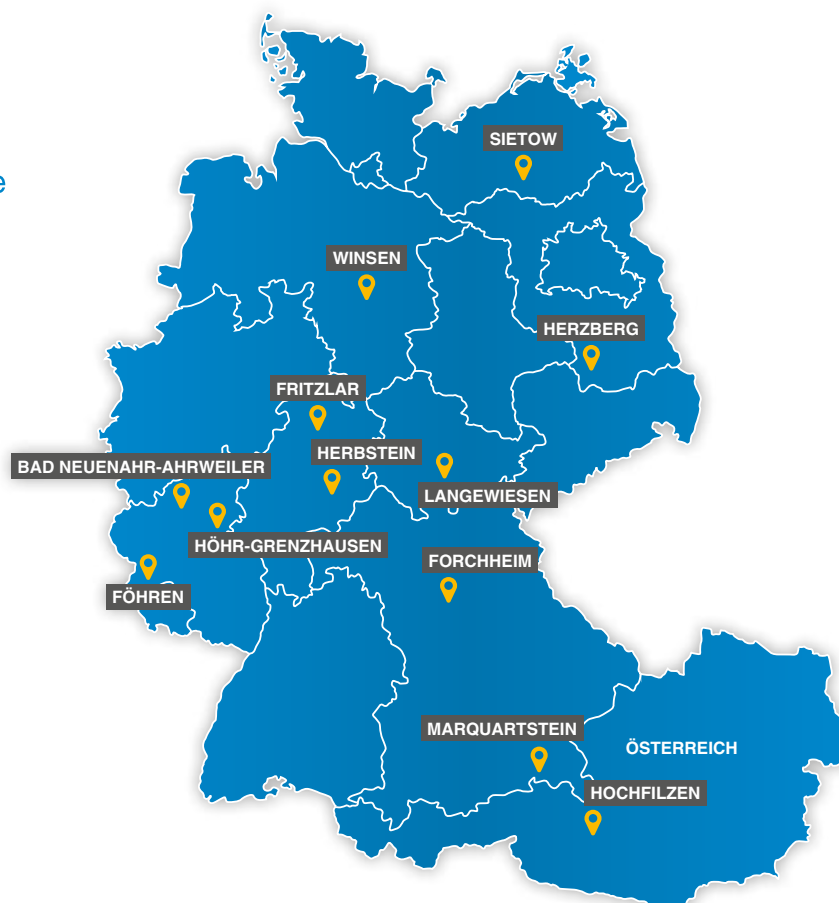 SIETOW
e
WINSEN
HERZBERG
FRITZLAR
HERBSTEIN
BAD NEUENAHR-AHRWEILER
LANGEWIESEN
HÖHR-GRENZHAUSEN
FORCHHEIM
FÖHREN
MARQUARTSTEIN
ÖSTERREICH
HOCHFILZEN